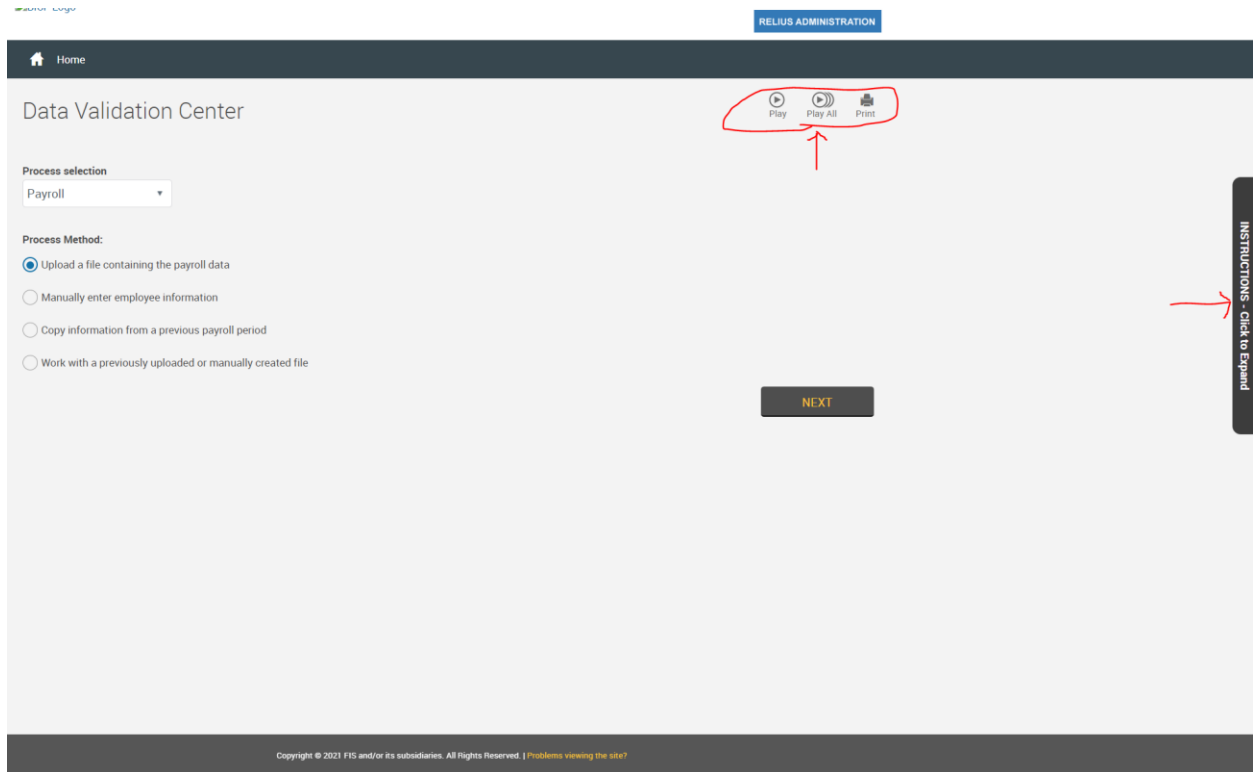 RELIUS ADMINISTRATION
Home
Data Validation Center
Play Play All Print
Process selection
Payroll
Process Method:
Upload a file containing the payroll data
Manually enter employee information
Copy information from a previous payroll period
Work with a previously uploaded or manually created file
NEXT
INSTRUCTIONS - Click to Expand
Copyright © 2021 FIS and/or its subsidiaries. All Rights Reserved. | Problems viewing the site?